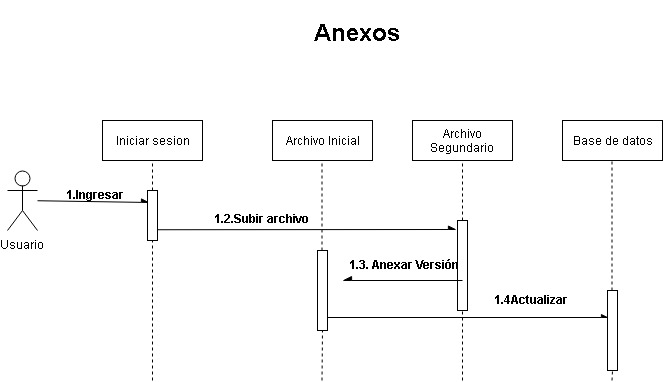 Anexos
Iniciar sesion
Archivo Inicial
Archivo
Segundario
Base de datos
1.Ingresar
Usuario
1.2.Subir archivo
1.3. Anexar Versión
1.4Actualizar